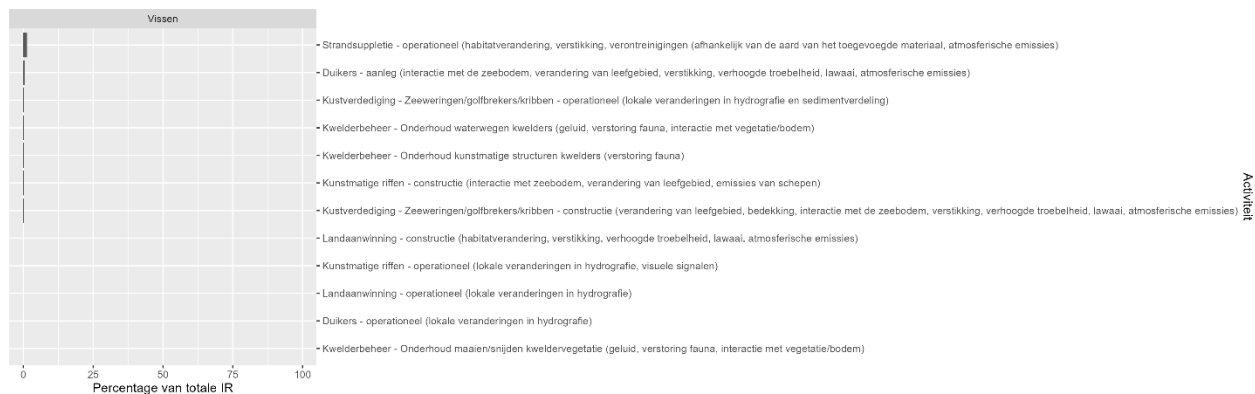 Vissen
Strandsuppletie - operationeel (habitatverandering, verstikking, verontreinigingen (afhankelijk van de aard van het toegevoegde materiaal, atmosferische emissies)
Duikers - aanleg (interactie met de zeebodem, verandering van leefgebied, verstikking, verhoogde troebelheid, lawaai, atmosferische emissies)
Kustverdediging - Zeeweringen/golfbrekers/kribben - operationeel (lokale veranderingen in hydrografie en sedimentverdeling)
Kwelderbeheer - Onderhoud waterwegen kwelders (geluid, verstoring fauna, interactie met vegetatie/bodem)
Kwelderbeheer - Onderhoud kunstmatige structuren kwelders (verstoring fauna)
Kunstmatige riffen - constructie (interactie met zeebodem, verandering van leefgebied, emissies van schepen)
Kustverdediging - Zeeweringen/golfbrekers/kribben - constructie (verandering van leefgebied, bedekking, interactie met de zeebodem, verstikking, verhoogde troebelheid, lawaai, atmosferische emissies)
Landaanwinning - constructie (habitatverandering, verstikking, verhoogde troebelheid, lawaai, atmosferische emissies)
Kunstmatige riffen - operationeel (lokale veranderingen in hydrografie, visuele signalen)
Landaanwinning - operationeel (lokale veranderingen in hydrografie)
Duikers - operationeel (lokale veranderingen in hydrografie)
Kwelderbeheer - Onderhoud maaien/snijden kweldervegetatie (geluid, verstoring fauna, interactie met vegetatie/bodem)
Activiteit
0 25 50 75 100
Percentage van totale IR